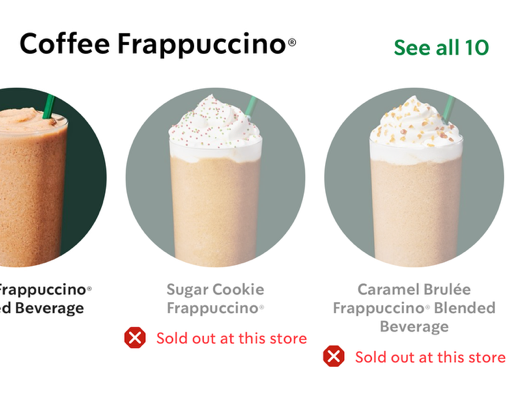 Coffee Frappuccino®
See all 10
Frappuccino®
ed Beverage
Sugar Cookie
Frappuccino®
Sold out at this store
Caramel Brulée
Frappuccino® Blended
Beverage
Sold out at this store